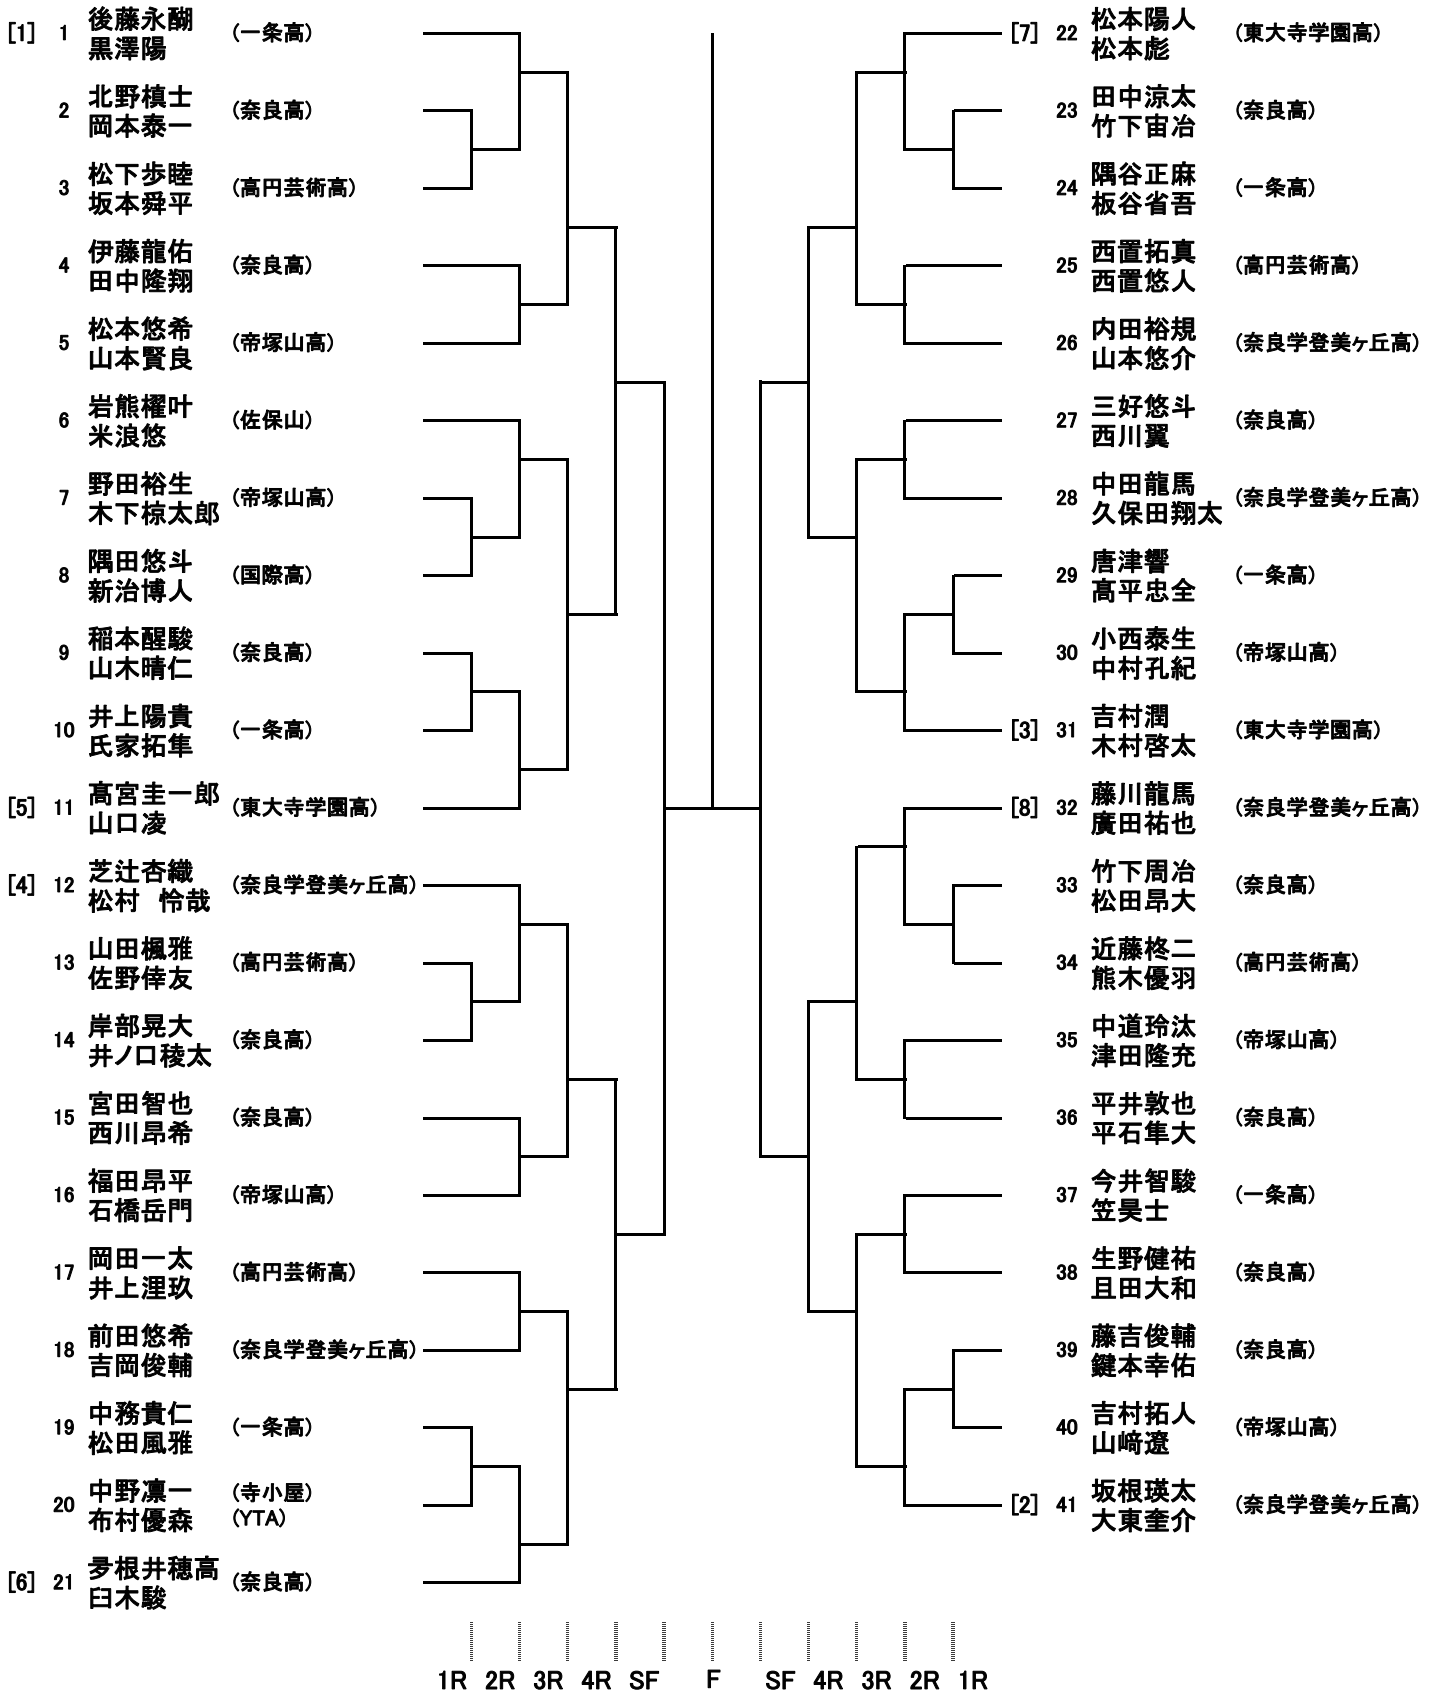 [1] 1 後藤永醐 (一条高)
黒澤陽
2 北野槙士 (奈良高)
岡本泰一
3 松下歩睦 (高円芸術高)
坂本舜平
4 伊藤龍佑 (奈良高)
田中隆翔
5 松本悠希 (帝塚山高)
山本賢良
6 岩熊櫂叶 (佐保山)
米浪悠
7 野田裕生 (帝塚山高)
木下椋太郎
8 隅田悠斗 (国際高)
新治博人
9 稲本醒駿 (奈良高)
山木晴仁
10 井上陽貴 (一条高)
氏家拓隼
[5] 11 髙宮圭一郎 (東大寺学園高)
山口凌
[4] 12 芝辻杏織 (奈良学登美ヶ丘高)
松村 怜哉
13 山田楓雅 (高円芸術高)
佐野倖友
14 岸部晃大 (奈良高)
井ノ口稜太
15 宮田智也 (奈良高)
西川昂希
16 福田昂平 (帝塚山高)
石橋岳門
17 岡田一太 (高円芸術高)
井上浬玖
18 前田悠希 (奈良学登美ヶ丘高)
吉岡俊輔
19 中務貴仁 (一条高)
松田風雅
20 中野凛一 (寺小屋)
布村優森 (YTA)
[6] 21 夛根井穂高 (奈良高)
臼木駿
[7] 22 松本陽人 (東大寺学園高)
松本彪
23 田中涼太 (奈良高)
竹下宙冶
24 隅谷正麻 (一条高)
板谷省吾
25 西置拓真 (高円芸術高)
西置悠人
26 内田裕規 (奈良学登美ヶ丘高)
山本悠介
27 三好悠斗 (奈良高)
西川翼
28 中田龍馬 (奈良学登美ヶ丘高)
久保田翔太
29 唐津響 (一条高)
髙平忠全
30 小西泰生 (帝塚山高)
中村孔紀
[3] 31 吉村潤 (東大寺学園高)
木村啓太
[8] 32 藤川龍馬 (奈良学登美ヶ丘高)
廣田祐也
33 竹下周冶 (奈良高)
松田昂大
34 近藤柊二 (高円芸術高)
熊木優羽
35 中道玲汰 (帝塚山高)
津田隆充
36 平井敦也 (奈良高)
平石隼大
37 今井智駿 (一条高)
笠昊士
38 生野健祐 (奈良高)
且田大和
39 藤吉俊輔 (奈良高)
鍵本幸佑
40 吉村拓人 (帝塚山高)
山﨑遼
[2] 41 坂根瑛太 (奈良学登美ヶ丘高)
大東奎介
1R 2R 3R 4R SF F SF 4R 3R 2R 1R